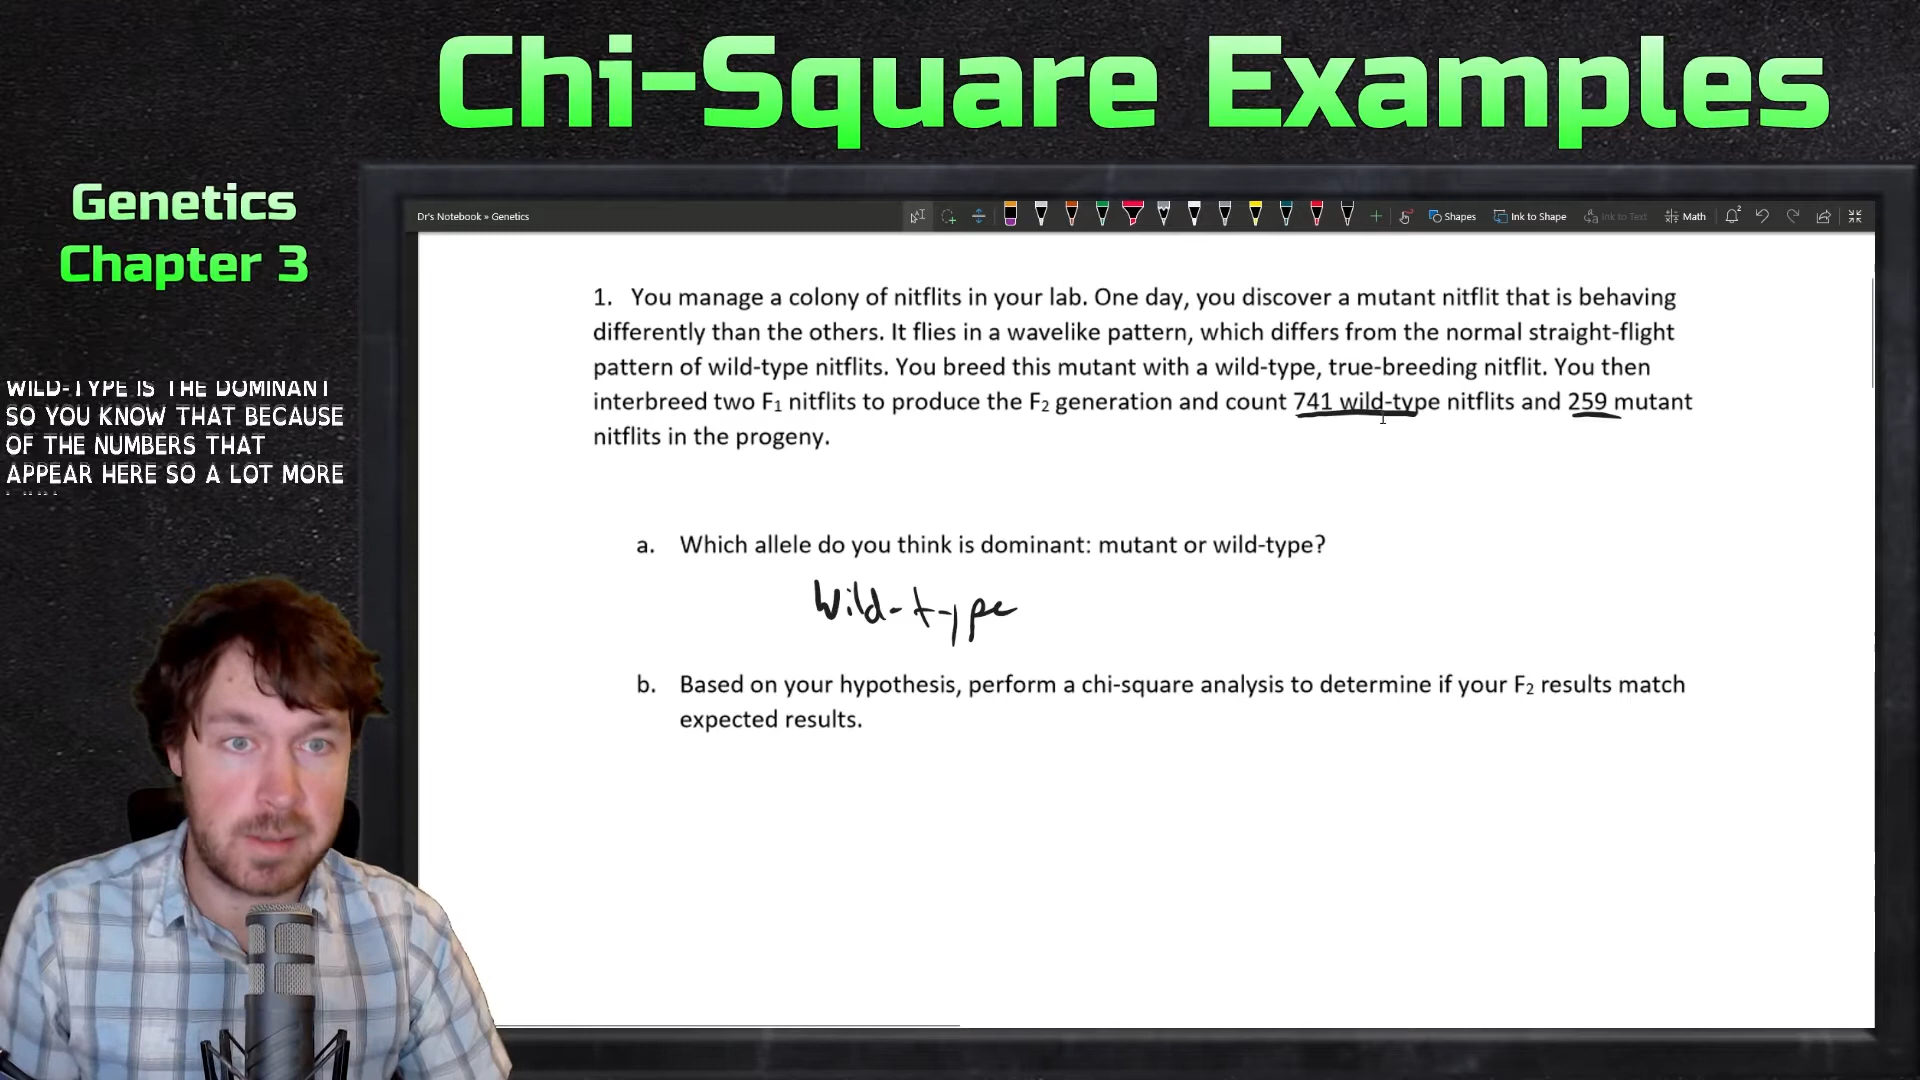 Chi-Square Examples
Genetics
Chapter 3
Dr's Notebook » Genetics
Shapes
Ink to Shape
Ink to Text
Math
1. You manage a colony of nitflits in your lab. One day, you discover a mutant nitflit that is behaving
differently than the others. It flies in a wavelike pattern, which differs from the normal straight-flight
pattern of wild-type nitflits. You breed this mutant with a wild-type, true-breeding nitflit. You then
interbreed two F₁ nitflits to produce the F₂ generation and count 741 wild-type nitflits and 259 mutant
nitflits in the progeny.
WILD-TYPE IS THE DOMINANT
SO YOU KNOW THAT BECAUSE
OF THE NUMBERS THAT
APPEAR HERE SO A LOT MORE
a. Which allele do you think is dominant: mutant or wild-type?
Wild-type
b. Based on your hypothesis, perform a chi-square analysis to determine if your F₂ results match
expected results.